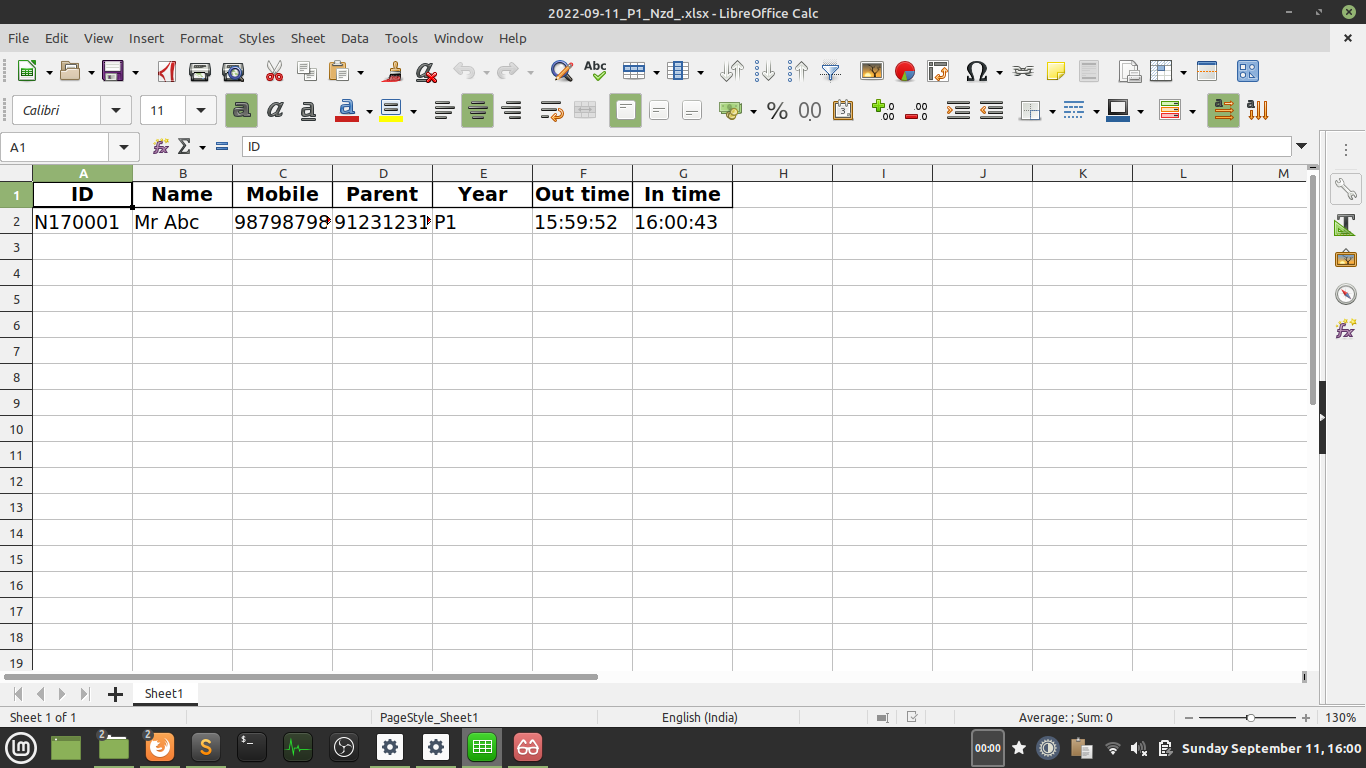 2022-09-11_P1_Nzd_.xlsx - LibreOffice Calc
File Edit View Insert Format Styles Sheet Data Tools Window Help
Calibri 11
A1 ID
A B C D E F G H I J K L M
1 ID Name Mobile Parent Year Out time In time
2 N170001 Mr Abc 98798798 91231231 P1 15:59:52 16:00:43
3
4
5
6
7
8
9
10
11
12
13
14
15
16
17
18
19
Sheet1
Sheet 1 of 1 PageStyle_Sheet1 English (India) Average: ; Sum: 0 130%
2 2 00:00 Sunday September 11, 16:00